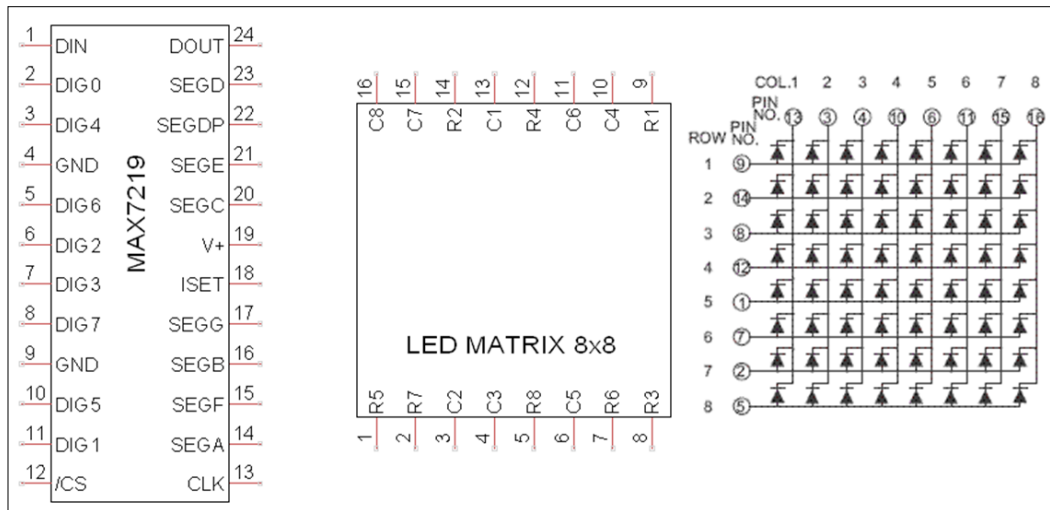 1 DIN DOUT 24
2 DIG0 SEGD 23
3 DIG4 SEGDP 22
4 GND SEGE 21
5 DIG6 SEGC 20
6 DIG2 V+ 19
7 DIG3 ISET 18
8 DIG7 SEGG 17
9 GND SEGB 16
10 DIG5 SEGF 15
11 DIG1 SEGA 14
12 /CS CLK 13
MAX7219
16 15 14 13 12 11 10 9
C8 C7 R2 C1 R4 C6 C4 R1
LED MATRIX 8x8
R5 R7 C2 C3 R8 C5 R6 R3
1 2 3 4 5 6 7 8
COL.1 2 3 4 5 6 7 8
PIN NO. 13 3 4 10 6 11 15 16
ROW PIN NO.
1 9
2 14
3 8
4 12
5 1
6 7
7 2
8 5